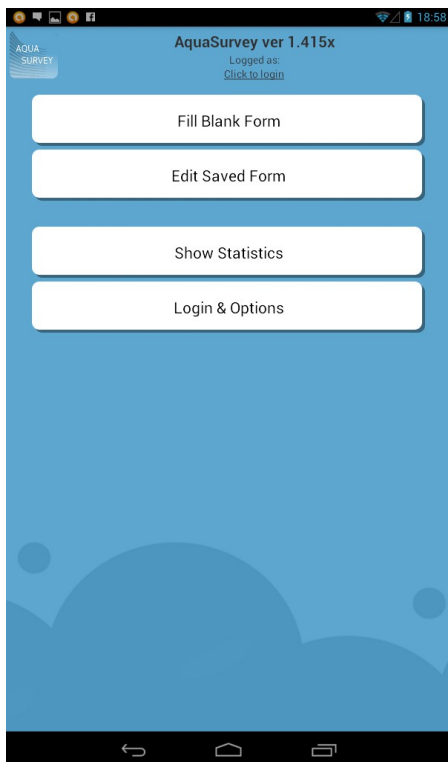 18:58
AQUA
SURVEY
AquaSurvey ver 1.415x
Logged as:
Click to login
Fill Blank Form
Edit Saved Form
Show Statistics
Login & Options